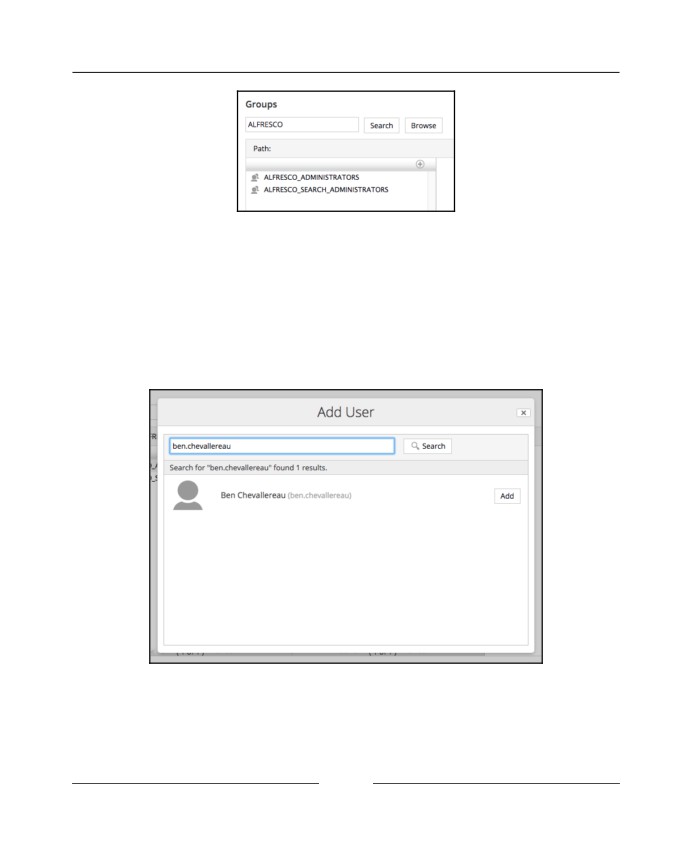 Groups
ALFRESCO
Search
Browse
Path:
ALFRESCO_ADMINISTRATORS
ALFRESCO_SEARCH_ADMINISTRATORS
Add User
ben.chevallereau
Search
Search for "ben.chevallereau" found 1 results.
Ben Chevallereau (ben.chevallereau)
Add